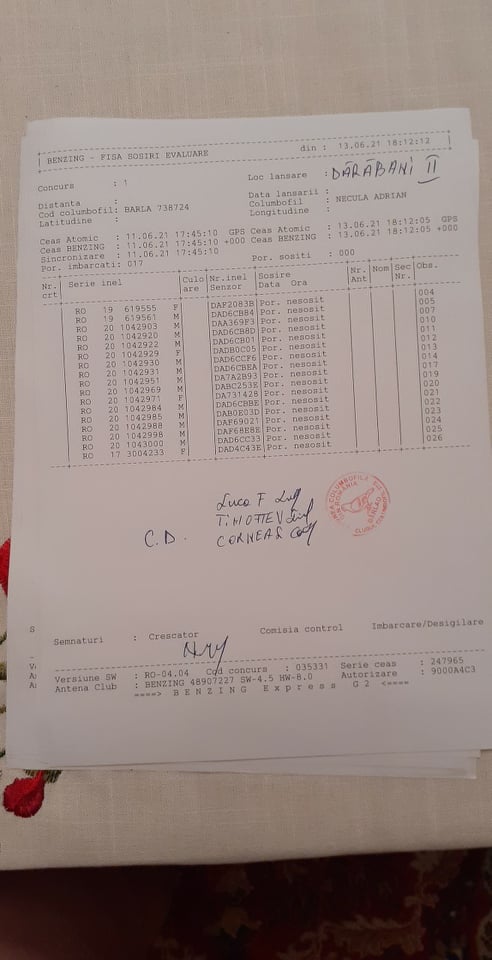 BENZING - FISA SOSIRI EVALUARE din : 13.06.21 18:12:12
Concurs : 1 Loc lansare : DĂRĂBANI II
Distanta : Data lansarii :
Cod columbofil: BARLA 738724 Columbofil : NECULA ADRIAN
Latitudine : Longitudine :
Ceas Atomic : 11.06.21 17:45:10 GPS Ceas Atomic : 13.06.21 18:12:05 GPS
Ceas BENZING : 11.06.21 17:45:10 +000 Ceas BENZING : 13.06.21 18:12:05 +000
Sincronizare : 11.06.21 17:45:10
Por. imbarcati: 017 Por. sositi : 000
Nr. Serie inel Culo Nr.inel Sosire Nr. Nom Sec Obs.
crt are Senzor Data Ora Ant Nr.
RO 19 619555 F DAF2083B Por. nesosit 004
RO 19 619561 M DAD6CB84 Por. nesosit 005
RO 20 1042903 M DAA369F3 Por. nesosit 007
RO 20 1042920 M DAD6CB8D Por. nesosit 010
RO 20 1042922 M DAD6CB01 Por. nesosit 011
RO 20 1042929 F DADB0C05 Por. nesosit 012
RO 20 1042930 M DAD6CCF6 Por. nesosit 013
RO 20 1042931 M DAD6CBEA Por. nesosit 014
RO 20 1042951 M DA7A2B93 Por. nesosit 017
RO 20 1042969 M DABC253E Por. nesosit 019
RO 20 1042971 F DA731428 Por. nesosit 020
RO 20 1042984 M DAD6CBBE Por. nesosit 021
RO 20 1042985 M DAB0E03D Por. nesosit 022
RO 20 1042988 M DAF69021 Por. nesosit 023
RO 20 1042998 M DAF68E8E Por. nesosit 024
RO 20 1043000 M DAD6CC33 Por. nesosit 025
RO 17 3004233 F DAD4C43E Por. nesosit 026
Luca F
C.D. TIMOFTE V
CORNEA R
Semnaturi : Crescator Comisia control Imbarcare/Desigilare
Versiune SW : RO-04.04 Cod concurs : 035331 Serie ceas : 247965
Antena Club : BENZING 48907227 SW-4.5 HW-8.0 Autorizare : 9000A4C3
====> B E N Z I N G E x p r e s s G 2 <====